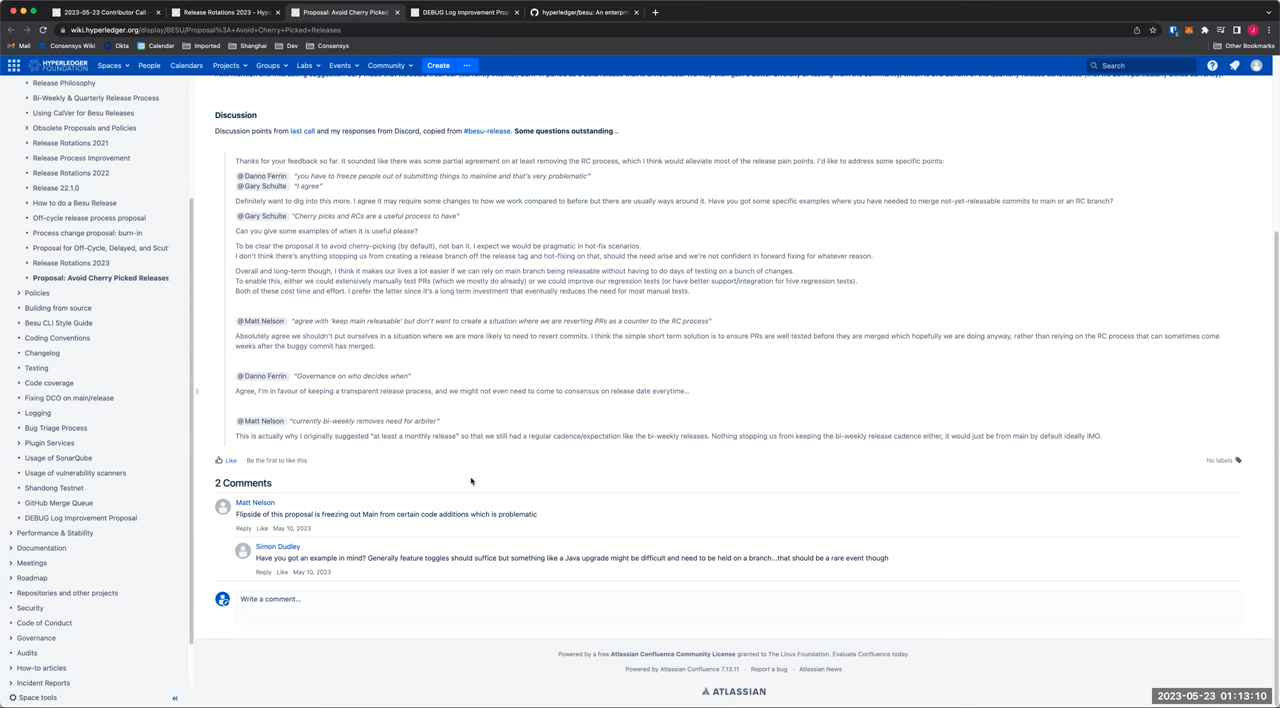 2023-05-23 Contributor Call -
Release Rotations 2023 - Hype
Proposal: Avoid Cherry Picked
DEBUG Log Improvement Prop
hyperledger/besu: An enterpri
wiki.hyperledger.org/display/BESU/Proposal%3A+Avoid+Cherry+Picked+Releases
Mail Consensys Wiki Okta Calendar Imported Shanghai Dev Consensys Other Bookmarks
HYPERLEDGER FOUNDATION Spaces People Calendars Projects Groups Labs Events Community Create ... Search
Release Philosophy
Bi-Weekly & Quarterly Release Process
Using CalVer for Besu Releases
Obsolete Proposals and Policies
Release Rotations 2021
Release Process Improvement
Release Rotations 2022
Release 22.1.0
How to do a Besu Release
Off-cycle release process proposal
Process change proposal: burn-in
Proposal for Off-Cycle, Delayed, and Scut
Release Rotations 2023
Proposal: Avoid Cherry Picked Releases
Policies
Building from source
Besu CLI Style Guide
Coding Conventions
Changelog
Testing
Code coverage
Fixing DCO on main/release
Logging
Bug Triage Process
Plugin Services
Usage of SonarQube
Usage of vulnerability scanners
Shandong Testnet
GitHub Merge Queue
DEBUG Log Improvement Proposal
Performance & Stability
Documentation
Meetings
Roadmap
Repositories and other projects
Security
Code of Conduct
Governance
Audits
How-to articles
Incident Reports
Space tools
Discussion
Discussion points from last call and my responses from Discord, copied from #besu-release. Some questions outstanding...
Thanks for your feedback so far. It sounded like there was some partial agreement on at least removing the RC process, which I think would alleviate most of the release pain points. I'd like to address some specific points:
@Danno Ferrin "you have to freeze people out of submitting things to mainline and that's very problematic"
@Gary Schulte "I agree"
Definitely want to dig into this more. I agree it may require some changes to how we work compared to before but there are usually ways around it. Have you got some specific examples where you have needed to merge not-yet-releasable commits to main or an RC branch?
@Gary Schulte "Cherry picks and RCs are a useful process to have"
Can you give some examples of when it is useful please?
To be clear the proposal it to avoid cherry-picking (by default), not ban it. I expect we would be pragmatic in hot-fix scenarios.
I don't think there's anything stopping us from creating a release branch off the release tag and hot-fixing on that, should the need arise and we're not confident in forward fixing for whatever reason.
Overall and long-term though, I think it makes our lives a lot easier if we can rely on main branch being releasable without having to do days of testing on a bunch of changes.
To enable this, either we could extensively manual test PRs (which we mostly do already) or we could improve our regression tests (or have better support/integration for hive regression tests).
Both of these cost time and effort. I prefer the latter since it's a long term investment that eventually reduces the need for most manual tests.
@Matt Nelson "agree with 'keep main releasable' but don't want to create a situation where we are reverting PRs as a counter to the RC process"
Absolutely agree we shouldn't put ourselves in a situation where we are more likely to need to revert commits. I think the simple short term solution is to ensure PRs are well tested before they are merged which hopefully we are doing anyway, rather than relying on the RC process that can sometimes come
weeks after the buggy commit has merged.
@Danno Ferrin "Governance on who decides when"
Agree, I'm in favour of keeping a transparent release process, and we might not even need to come to consensus on release date everytime...
@Matt Nelson "currently bi-weekly removes need for arbiter"
This is actually why I originally suggested "at least a monthly release" so that we still had a regular cadence/expectation like the bi-weekly releases. Nothing stopping us from keeping the bi-weekly release cadence either, it would just be from main by default ideally IMO.
Like Be the first to like this No labels
2 Comments
Matt Nelson
Flipside of this proposal is freezing out Main from certain code additions which is problematic
Reply Like May 10, 2023
Simon Dudley
Have you got an example in mind? Generally feature toggles should suffice but something like a Java upgrade might be difficult and need to be held on a branch...that should be a rare event though
Reply Like May 10, 2023
Write a comment...
Powered by a free Atlassian Confluence Community License granted to The Linux Foundation. Evaluate Confluence today.
Powered by Atlassian Confluence 7.13.11 · Report a bug · Atlassian News
ATLASSIAN
2023-05-23 01:13:10